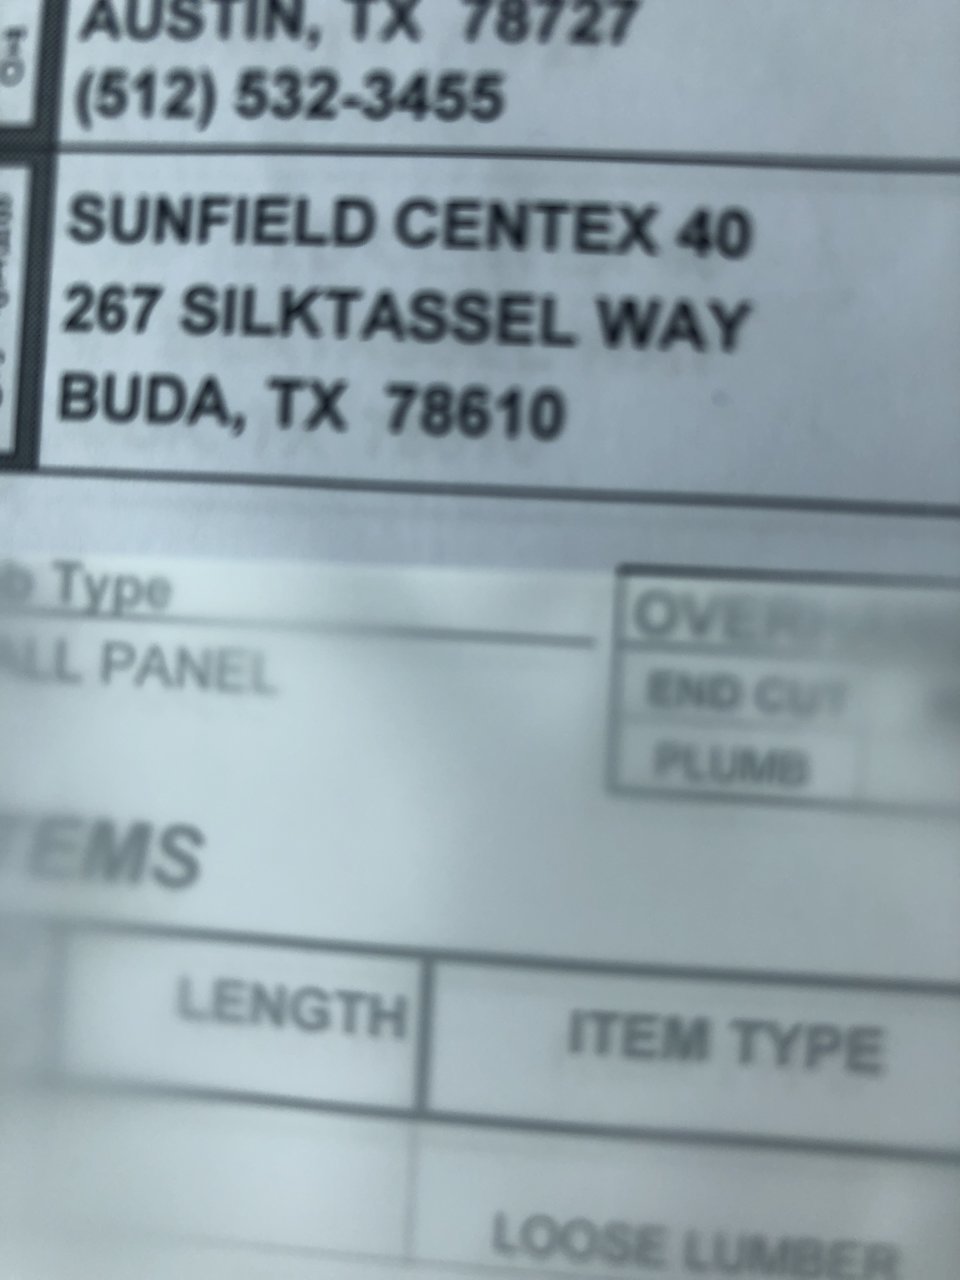 AUSTIN, TX 78727
(512) 532-3455
SUNFIELD CENTEX 40
267 SILKTASSEL WAY
BUDA, TX 78610
Type
PANEL
END CUT
PLUMB
LENGTH
ITEM TYPE
LOOSE LUMBER